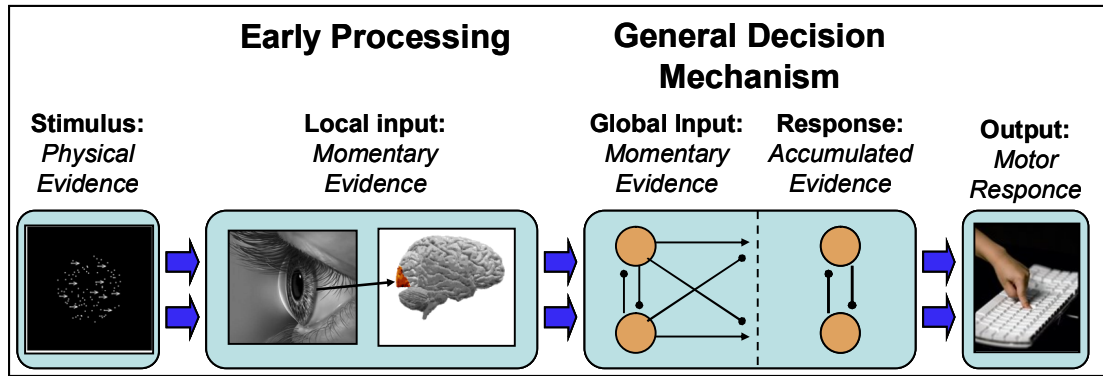 Early Processing
General Decision
Mechanism
Stimulus:
Physical
Evidence
Local input:
Momentary
Evidence
Global Input:
Momentary
Evidence
Response:
Accumulated
Evidence
Output:
Motor
Responce